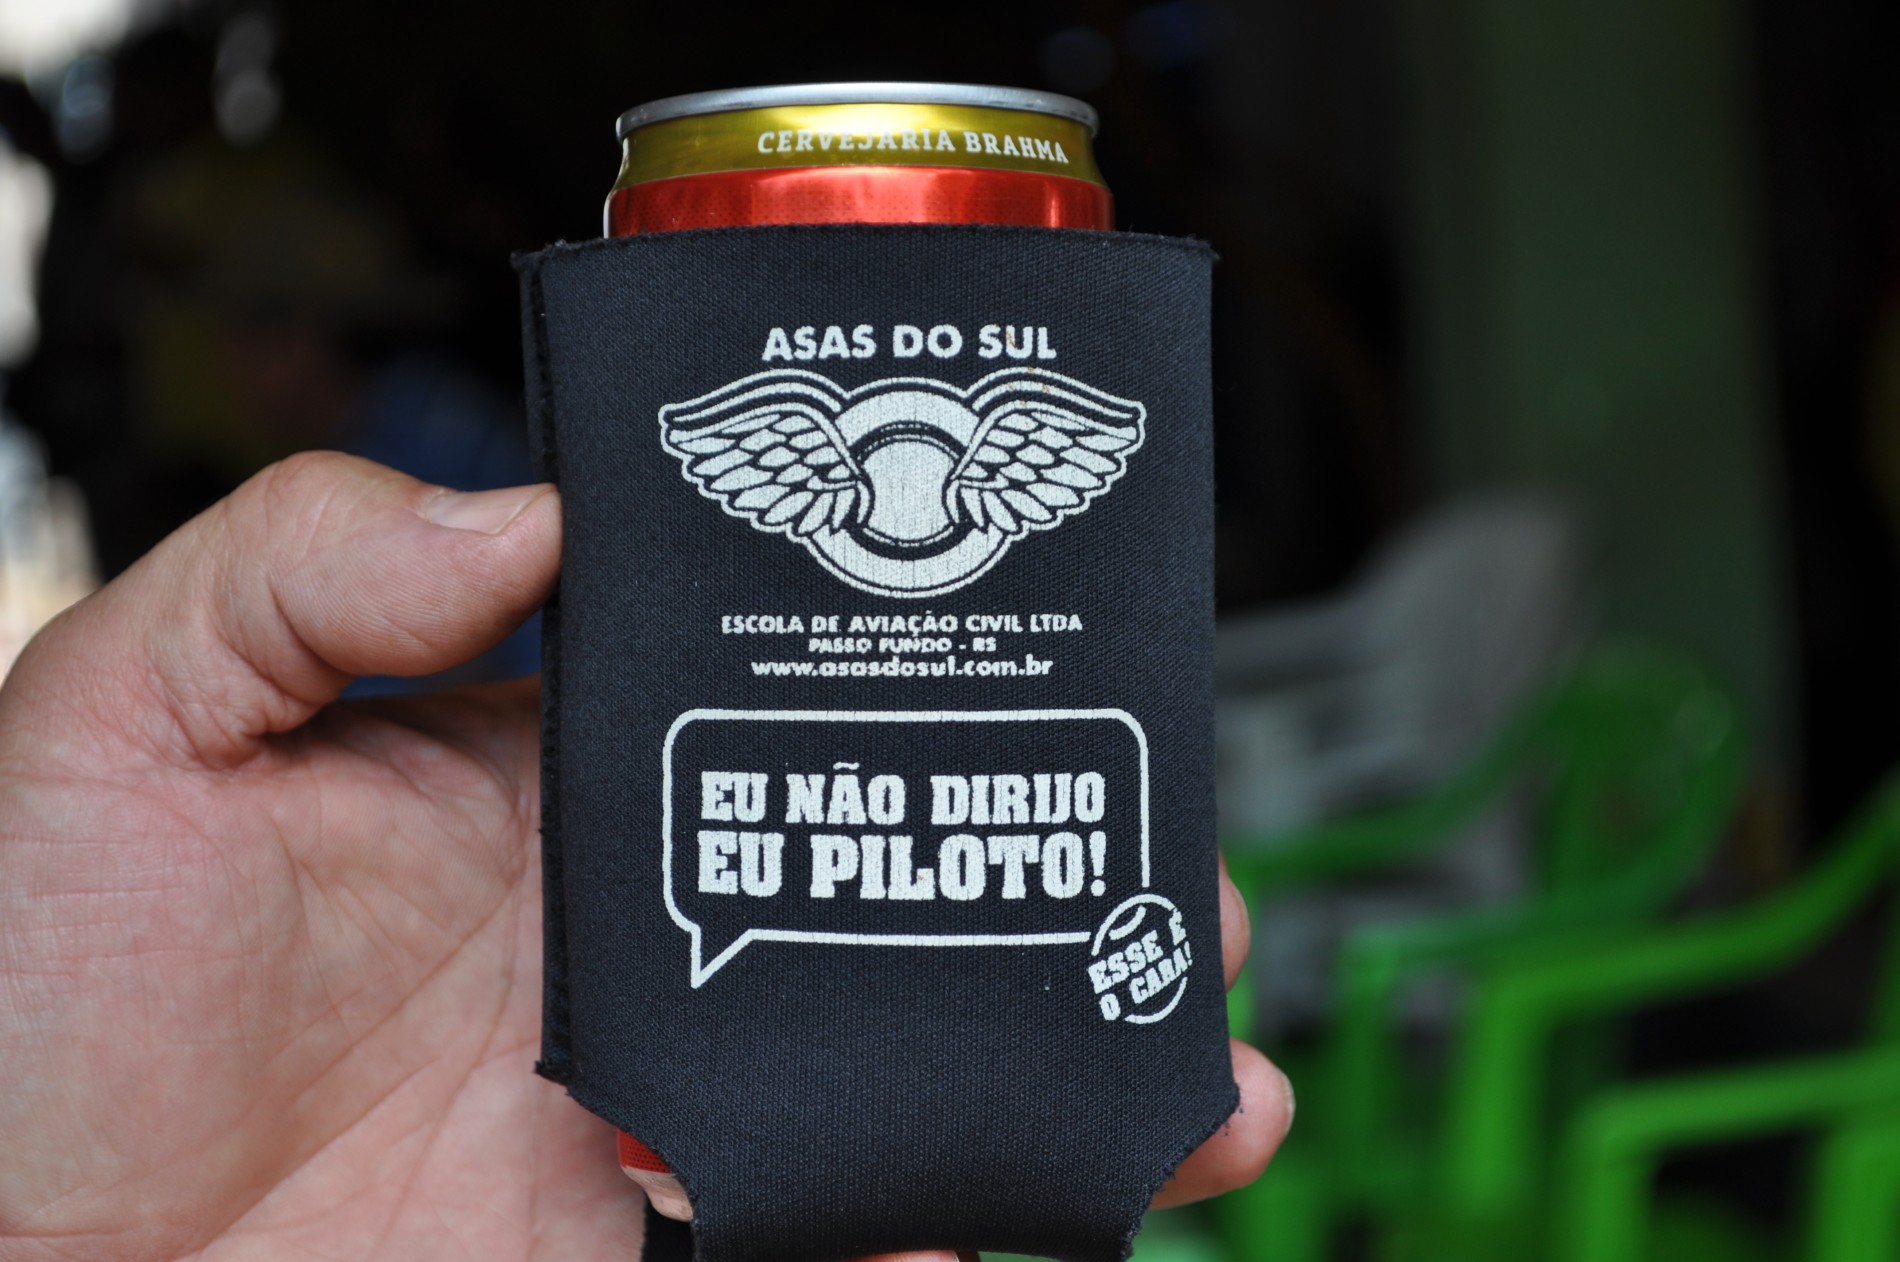 CERVEJARIA BRAHMA
ASAS DO SUL
ESCOLA DE AVIAÇÃO CIVIL LTDA
PASSO FUNDO - RS
www.asasdosul.com.br
EU NÃO DIRIJO
EU PILOTO!
ESSE É
O CARA!